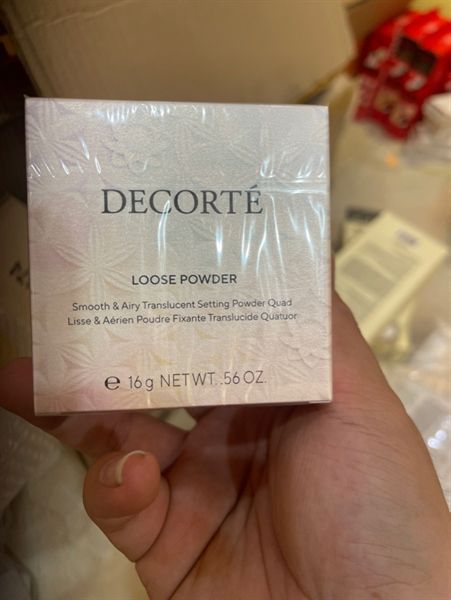 DECORTÉ
LOOSE POWDER
Smooth & Airy Translucent Setting Powder Quad
Lisse & Aérien Poudre Fixante Translucide Quatuor
℮ 16 g NET WT. .56 OZ.